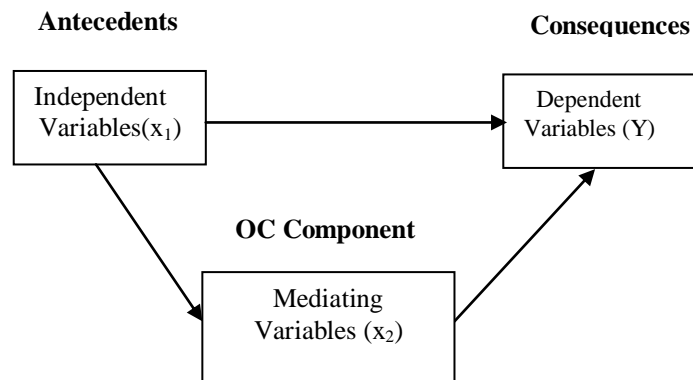 Antecedents
Consequences
Independent
Variables(x₁)
Dependent
Variables (Y)
OC Component
Mediating
Variables (x₂)